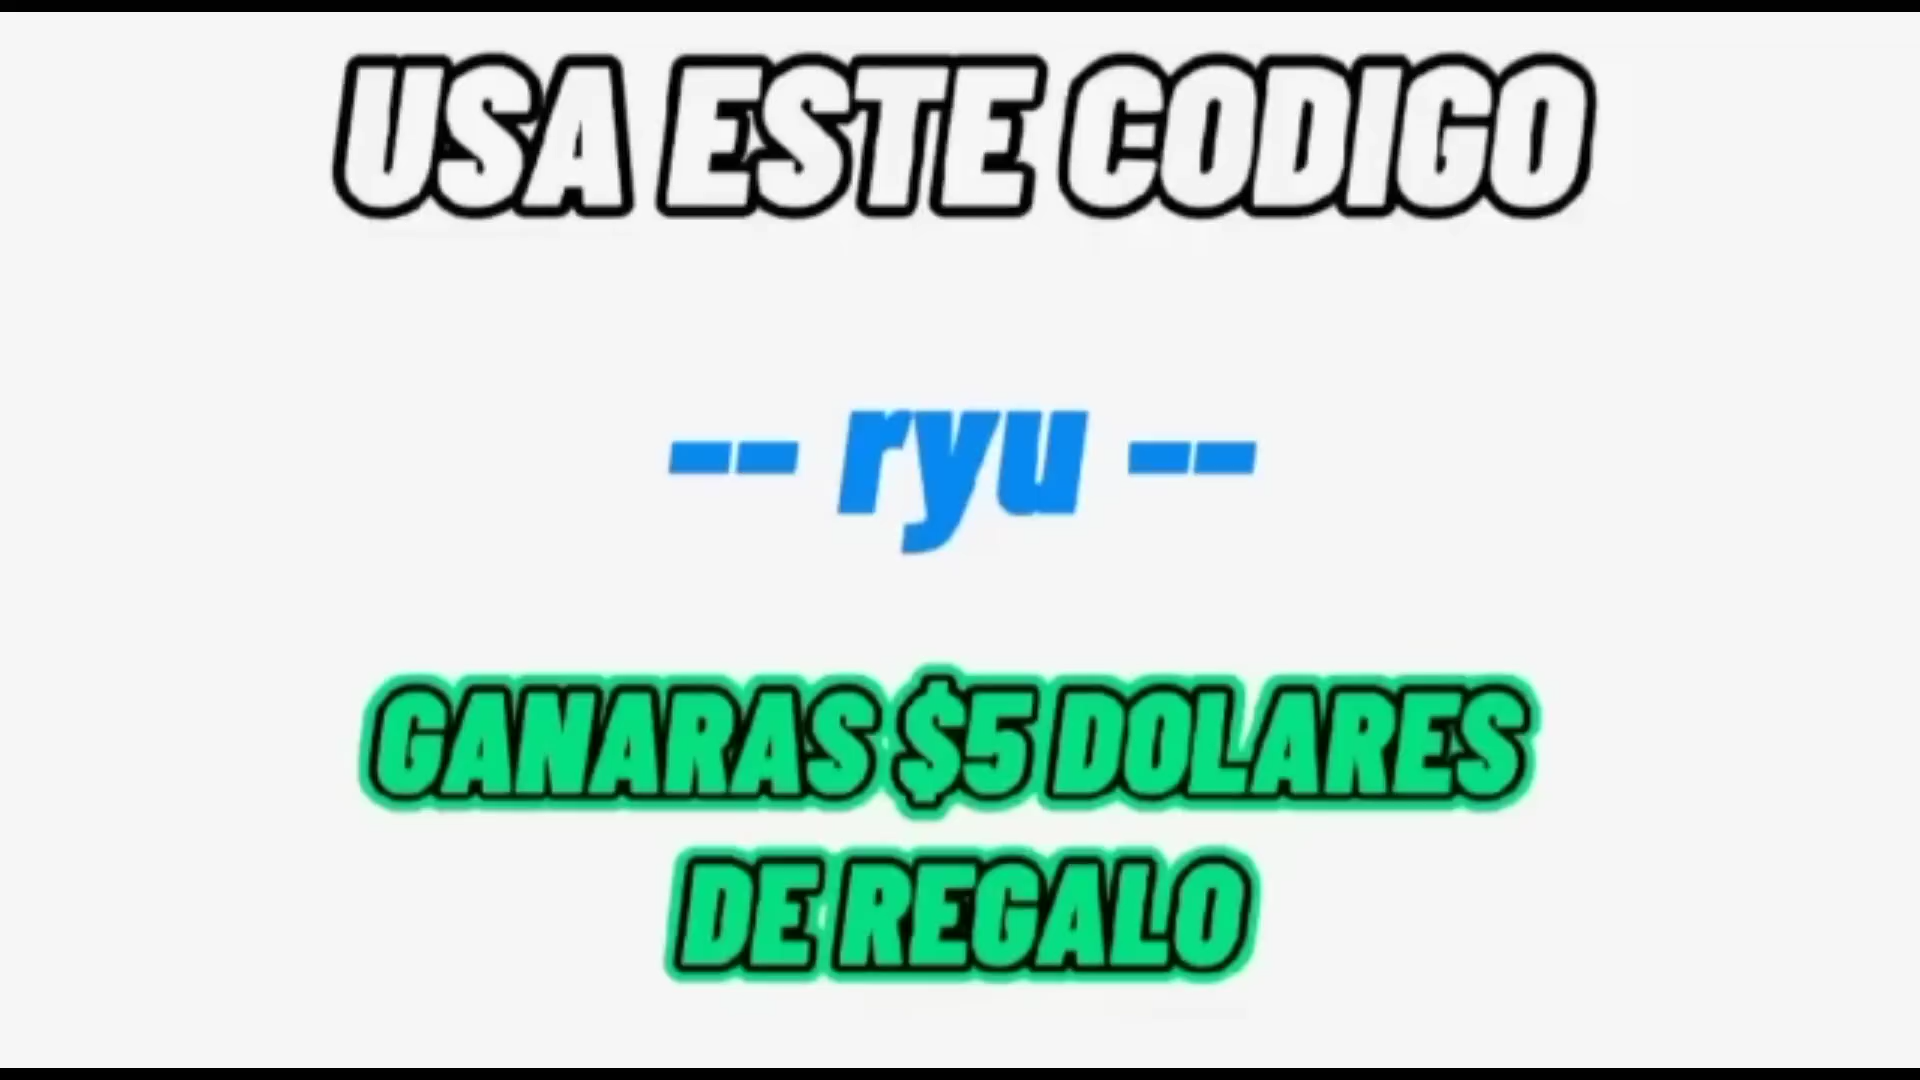 USA ESTE CODIGO
-- ryu --
GANARAS $5 DOLARES
DE REGALO